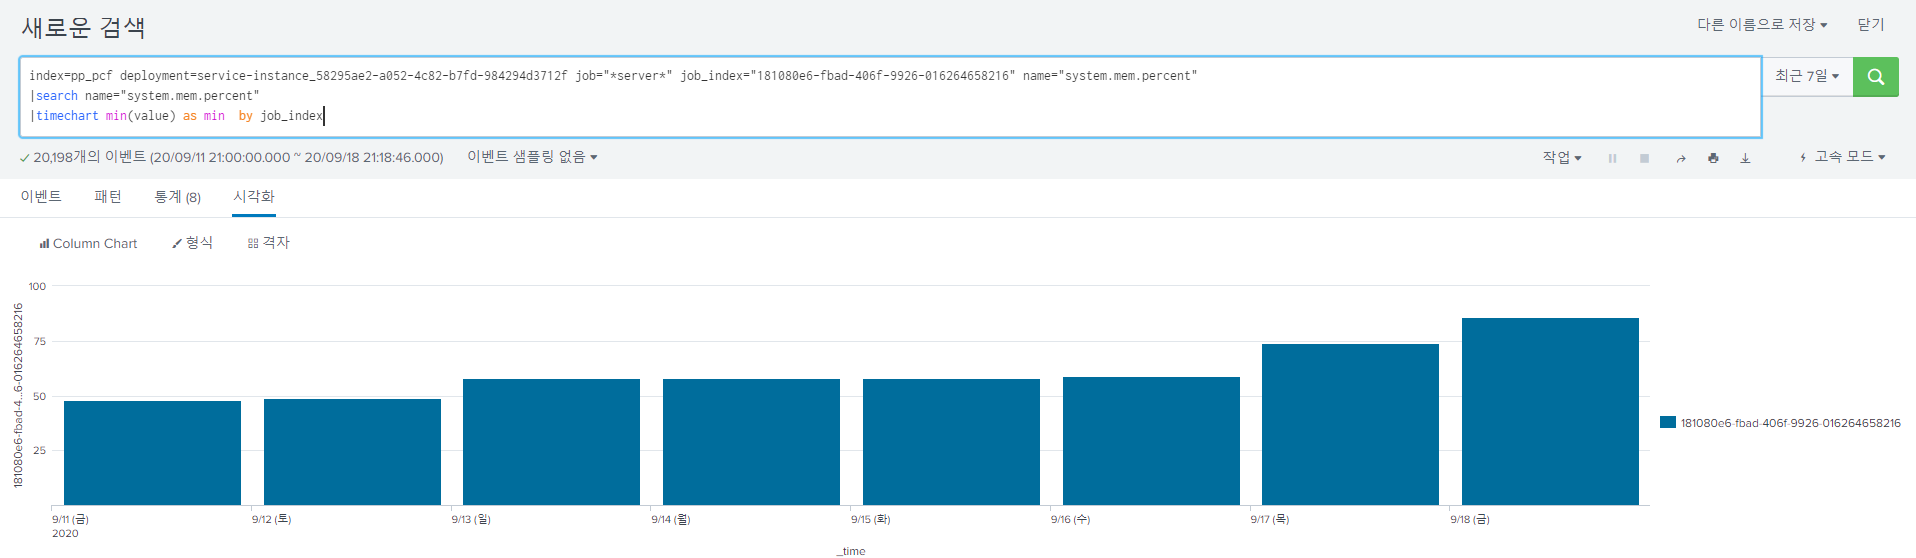 새로운 검색
다른 이름으로 저장 닫기
index=pp_pcf deployment=service-instance_58295ae2-a052-4c82-b7fd-984294d3712f job="*server*" job_index="181080e6-fbad-406f-9926-016264658216" name="system.mem.percent"
|search name="system.mem.percent"
|timechart min(value) as min  by job_index
최근 7일
20,198개의 이벤트 (20/09/11 21:00:00.000 ~ 20/09/18 21:18:46.000) 이벤트 샘플링 없음
작업 고속 모드
이벤트 패턴 통계 (8) 시각화
Column Chart 형식 격자
100
75
50
25
181080e6-fbad-4...6-016264658216
181080e6-fbad-406f-9926-016264658216
9/11 (금) 9/12 (토) 9/13 (일) 9/14 (월) 9/15 (화) 9/16 (수) 9/17 (목) 9/18 (금)
2020
_time